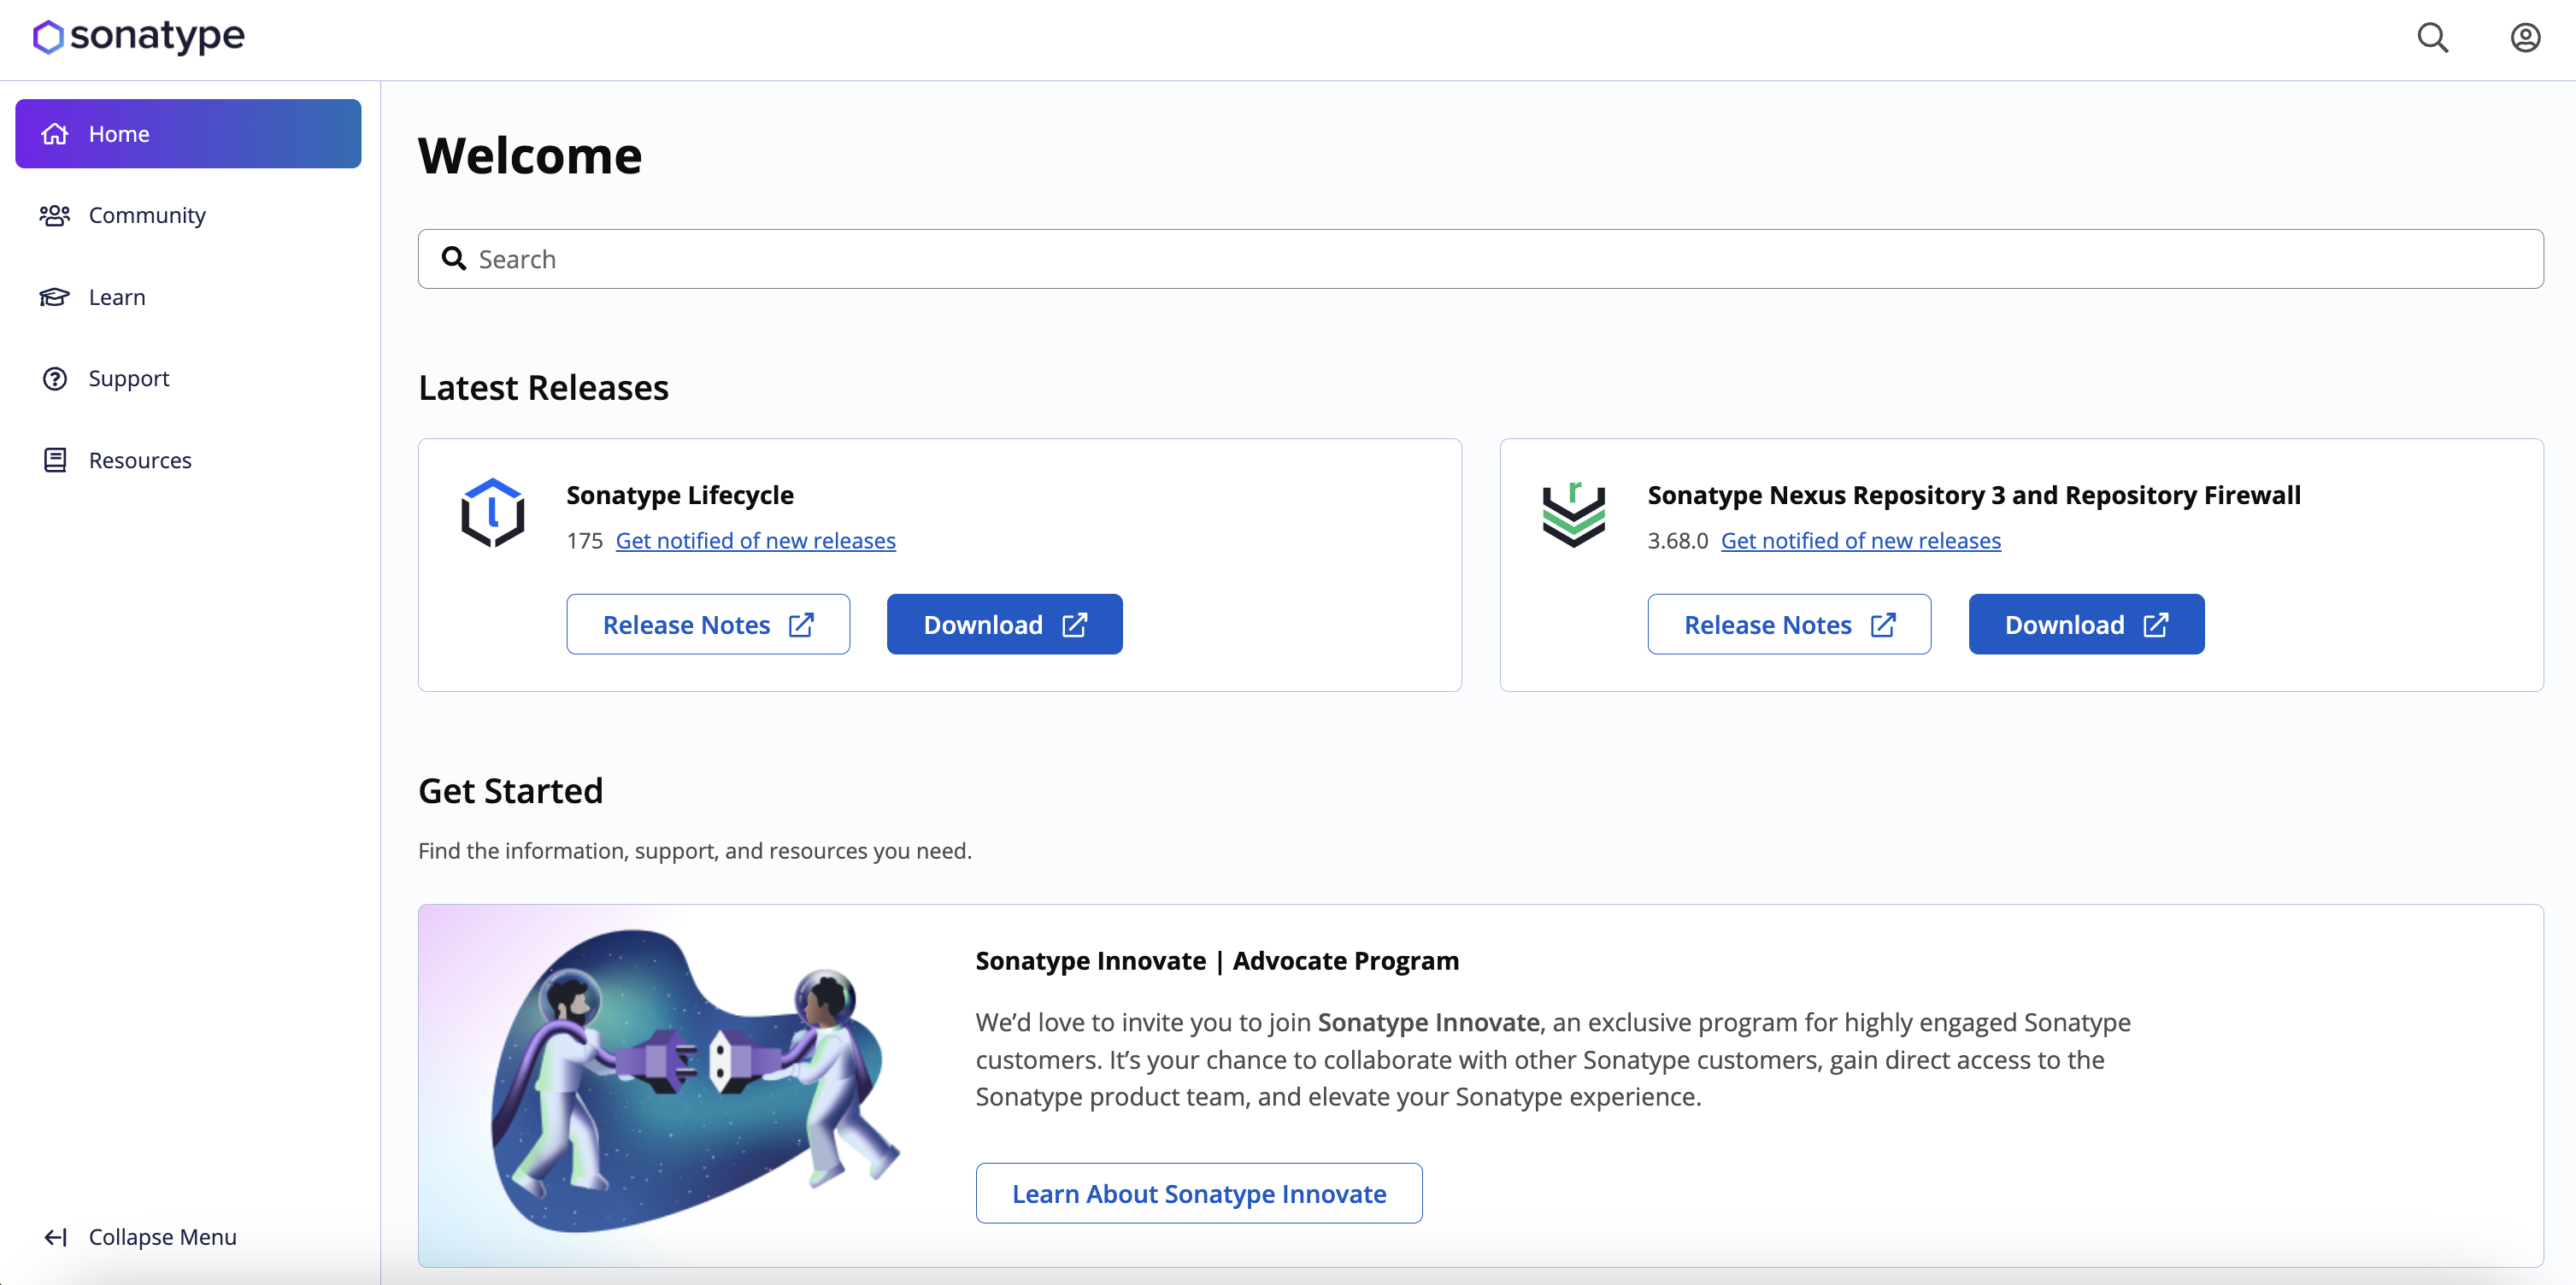 sonatype
Home
Community
Learn
Support
Resources
Collapse Menu
Welcome
Search
Latest Releases
Sonatype Lifecycle
175 Get notified of new releases
Release Notes
Download
Sonatype Nexus Repository 3 and Repository Firewall
3.68.0 Get notified of new releases
Release Notes
Download
Get Started
Find the information, support, and resources you need.
Sonatype Innovate | Advocate Program
We’d love to invite you to join Sonatype Innovate, an exclusive program for highly engaged Sonatype
customers. It’s your chance to collaborate with other Sonatype customers, gain direct access to the
Sonatype product team, and elevate your Sonatype experience.
Learn About Sonatype Innovate